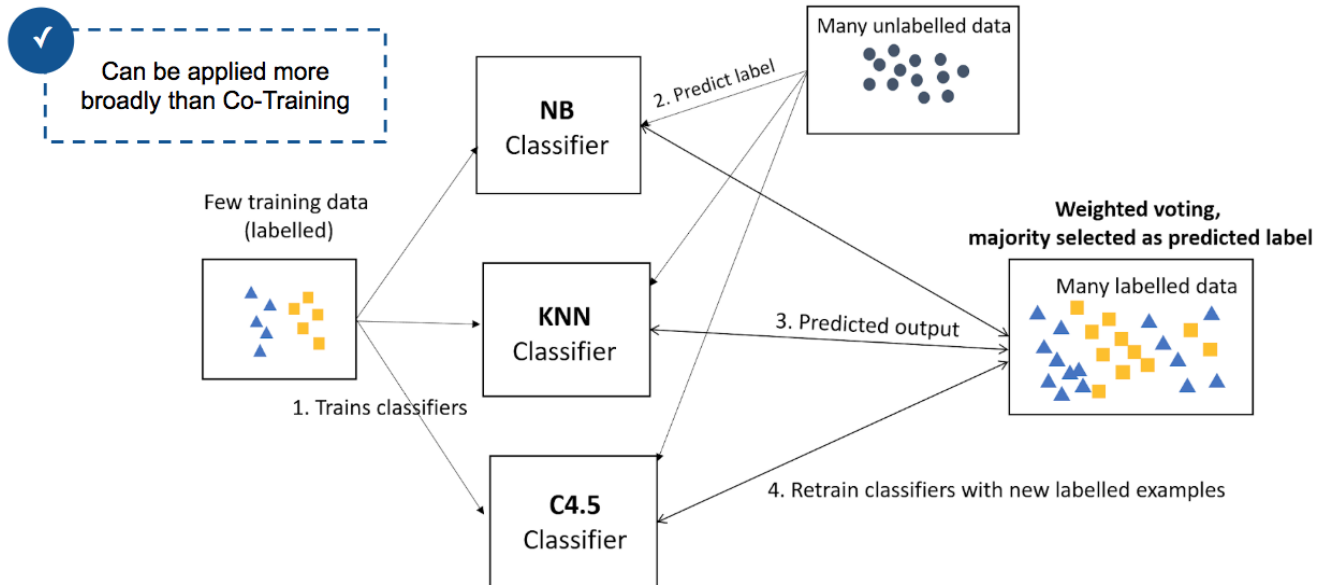 ✓
Can be applied more
broadly than Co-Training
Many unlabelled data
2. Predict label
NB
Classifier
Few training data
(labelled)
Weighted voting,
majority selected as predicted label
Many labelled data
KNN
Classifier
3. Predicted output
1. Trains classifiers
C4.5
Classifier
4. Retrain classifiers with new labelled examples